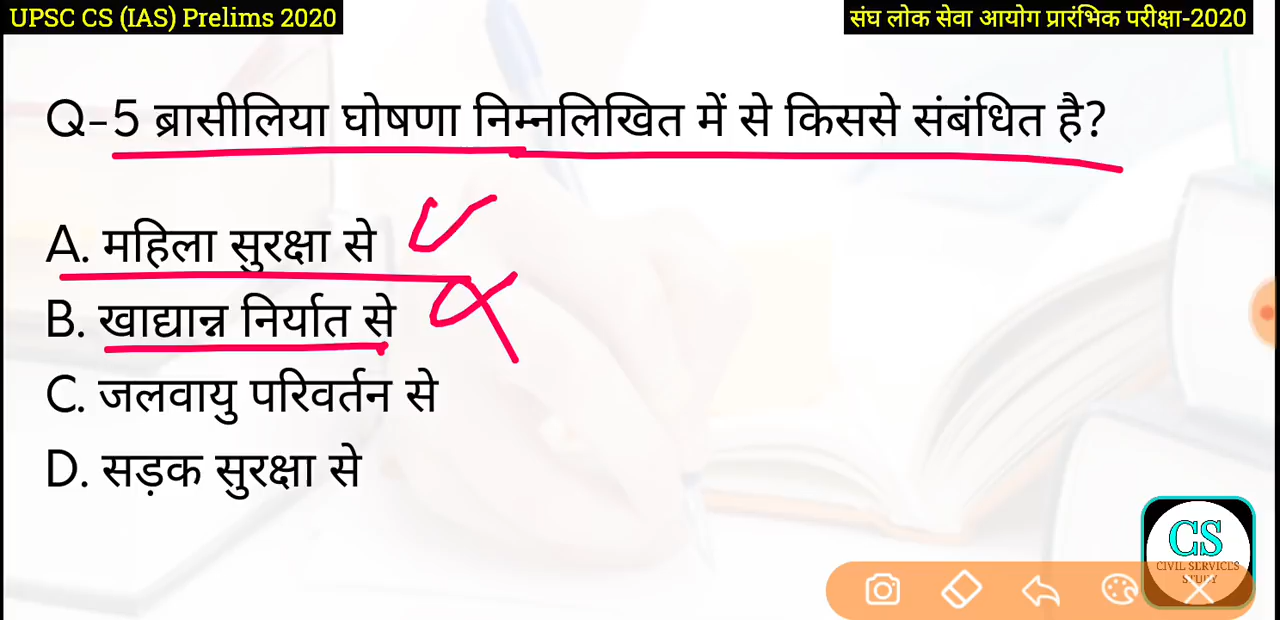 UPSC CS (IAS) Prelims 2020
संघ लोक सेवा आयोग प्रारंभिक परीक्षा-2020
Q-5 ब्रासीलिया घोषणा निम्नलिखित में से किससे संबंधित है?
A. महिला सुरक्षा से
B. खाद्यान्न निर्यात से
C. जलवायु परिवर्तन से
D. सड़क सुरक्षा से
CS
CIVIL SERVICES
STUDY